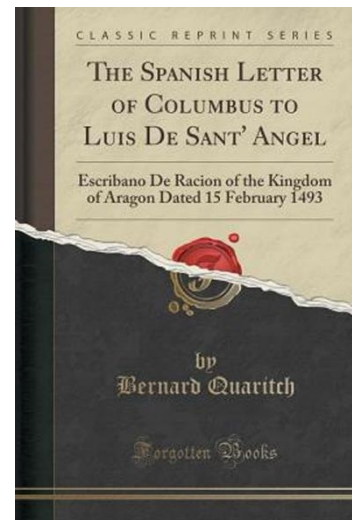 CLASSIC REPRINT SERIES
THE SPANISH LETTER
OF COLUMBUS TO
LUIS DE SANT' ANGEL
Escribano De Racion of the Kingdom
of Aragon Dated 15 February 1493
F
by
Bernard Quaritch
Forgotten Books